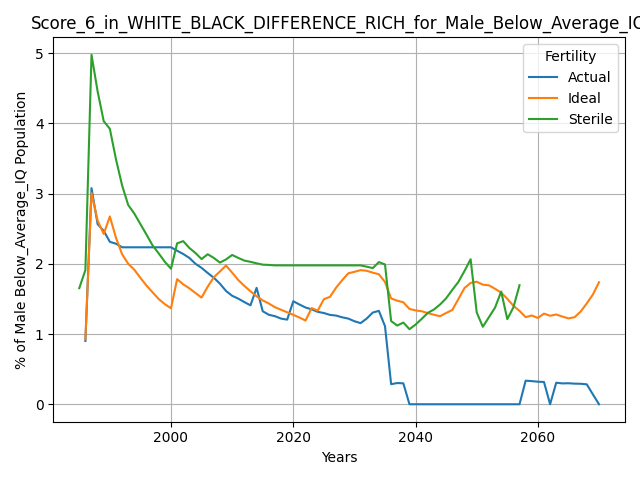 Score_6_in_WHITE_BLACK_DIFFERENCE_RICH_for_Male_Below_Average_IQ
% of Male Below_Average_IQ Population
5
4
3
2
1
0
Fertility
Actual
Ideal
Sterile
2000
2020
2040
2060
Years